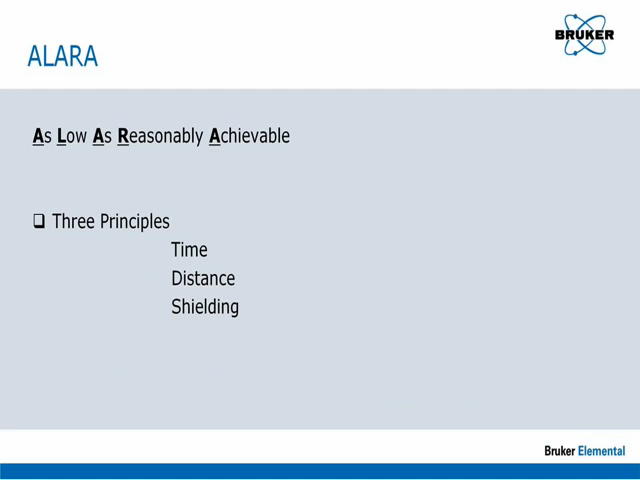 BRUKER
ALARA
As Low As Reasonably Achievable
❑ Three Principles
Time
Distance
Shielding
Bruker Elemental